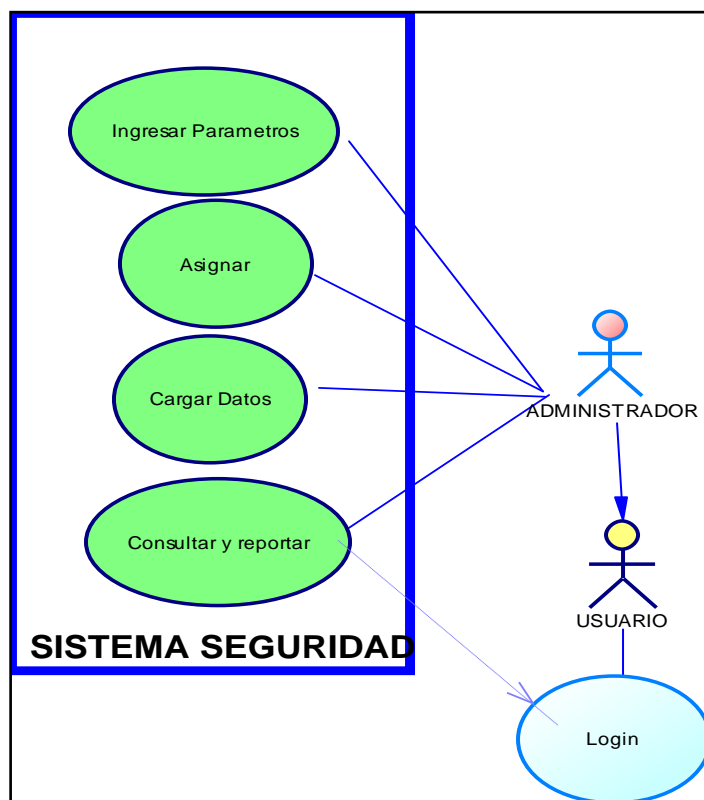 Ingresar Parametros
Asignar
Cargar Datos
Consultar y reportar
SISTEMA SEGURIDAD
ADMINISTRADOR
USUARIO
Login